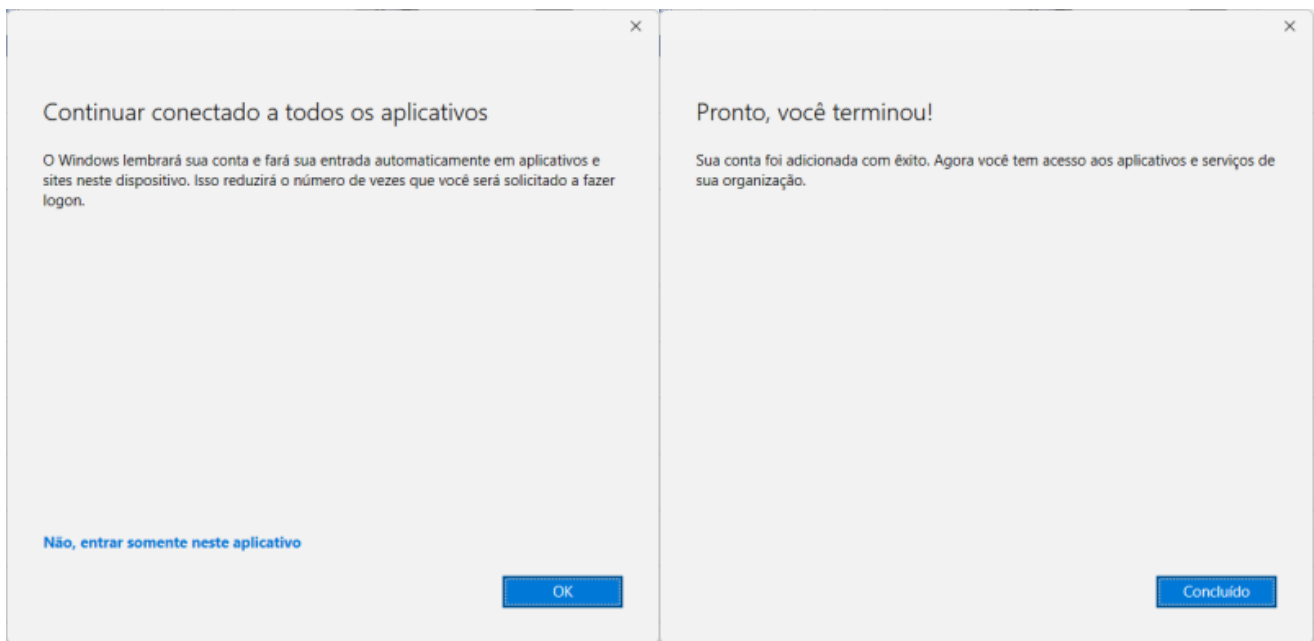 Continuar conectado a todos os aplicativos
O Windows lembrará sua conta e fará sua entrada automaticamente em aplicativos e
sites neste dispositivo. Isso reduzirá o número de vezes que você será solicitado a fazer
logon.
Não, entrar somente neste aplicativo
OK
Pronto, você terminou!
Sua conta foi adicionada com êxito. Agora você tem acesso aos aplicativos e serviços de
sua organização.
Concluído